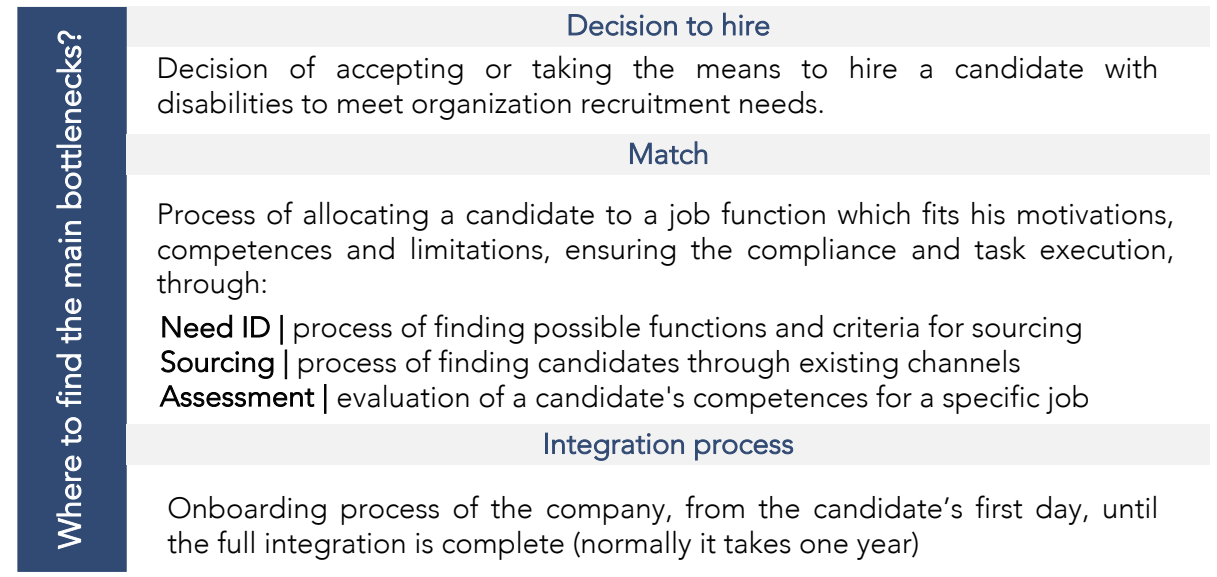 Where to find the main bottlenecks?
Decision to hire
Decision of accepting or taking the means to hire a candidate with
disabilities to meet organization recruitment needs.
Match
Process of allocating a candidate to a job function which fits his motivations,
competences and limitations, ensuring the compliance and task execution,
through:
Need ID | process of finding possible functions and criteria for sourcing
Sourcing | process of finding candidates through existing channels
Assessment | evaluation of a candidate's competences for a specific job
Integration process
Onboarding process of the company, from the candidate’s first day, until
the full integration is complete (normally it takes one year)